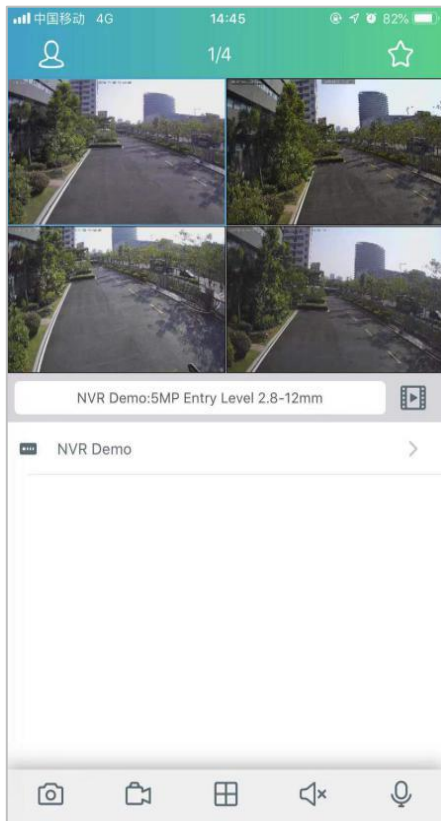 中国移动 4G 14:45 82%
1/4
NVR Demo:5MP Entry Level 2.8-12mm
NVR Demo